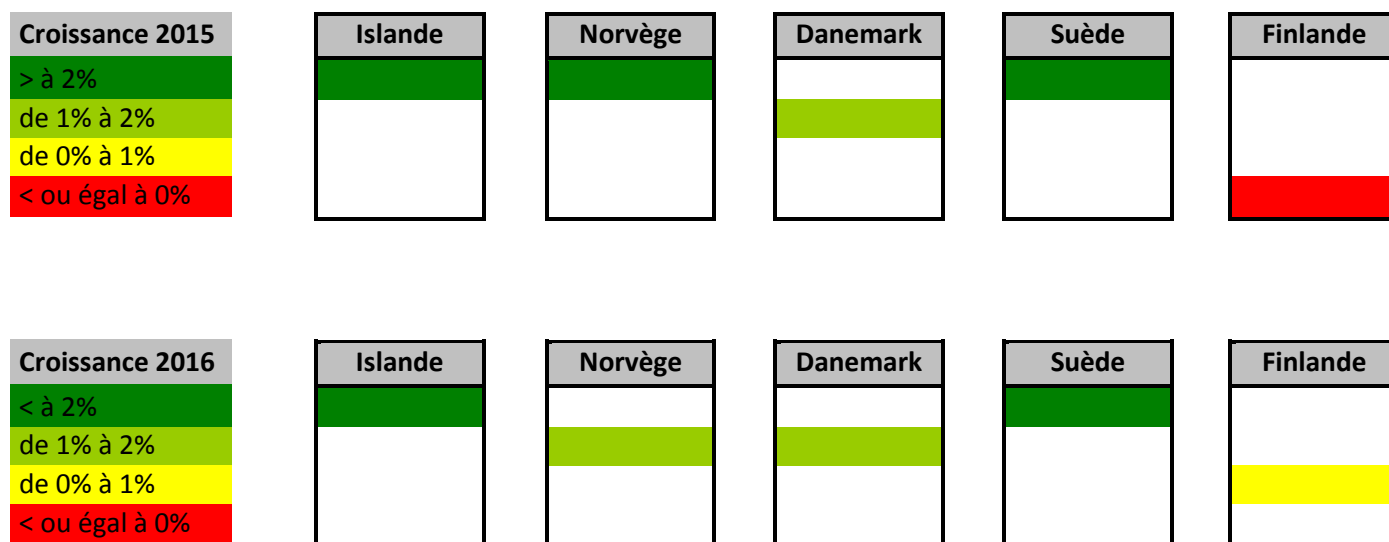 Croissance 2015 Islande Norvège Danemark Suède Finlande
> à 2%
de 1% à 2%
de 0% à 1%
< ou égal à 0%
Croissance 2016 Islande Norvège Danemark Suède Finlande
< à 2%
de 1% à 2%
de 0% à 1%
< ou égal à 0%